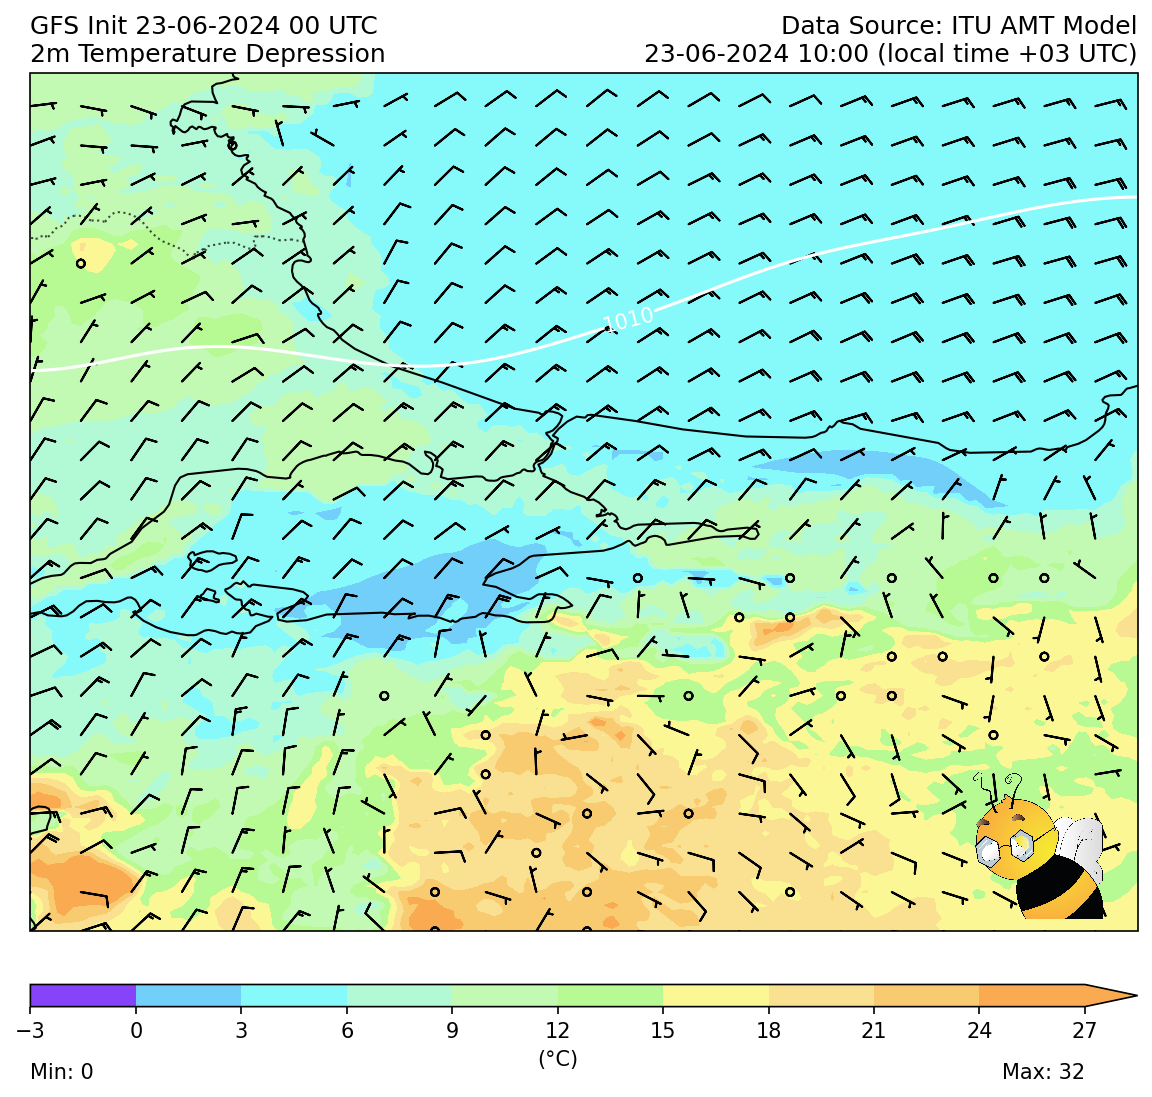 GFS Init 23-06-2024 00 UTC
Data Source: ITU AMT Model
2m Temperature Depression
23-06-2024 10:00 (local time +03 UTC)
1010
−3 0 3 6 9 12 15 18 21 24 27
(°C)
Min: 0
Max: 32